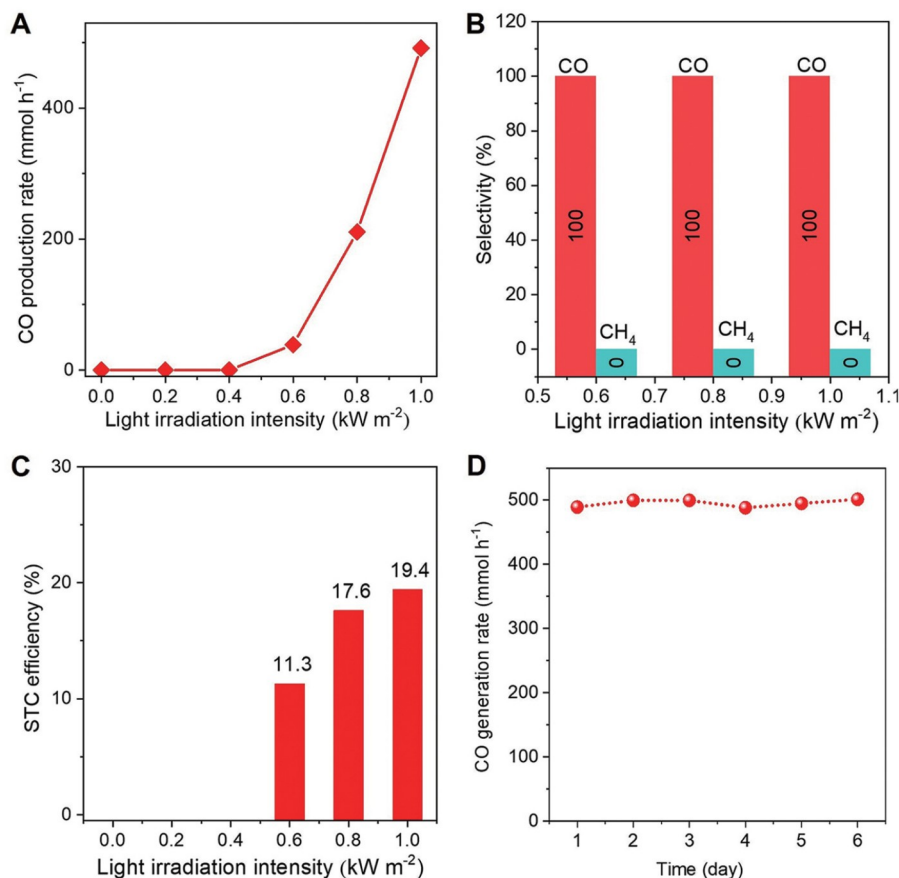 A
CO production rate (mmol h⁻¹)
400
200
0
0.0 0.2 0.4 0.6 0.8 1.0
Light irradiation intensity (kW m⁻²)
B
Selectivity (%)
120
100
80
60
40
20
0
CO CO CO
100 100 100
CH₄ CH₄ CH₄
0 0 0
0.5 0.6 0.7 0.8 0.9 1.0 1.1
Light irradiation intensity (kW m⁻²)
C
STC efficiency (%)
30
20
10
0
11.3 17.6 19.4
0.0 0.2 0.4 0.6 0.8 1.0
Light irradiation intensity (kW m⁻²)
D
CO generation rate (mmol h⁻¹)
500
400
300
200
100
0
1 2 3 4 5 6
Time (day)